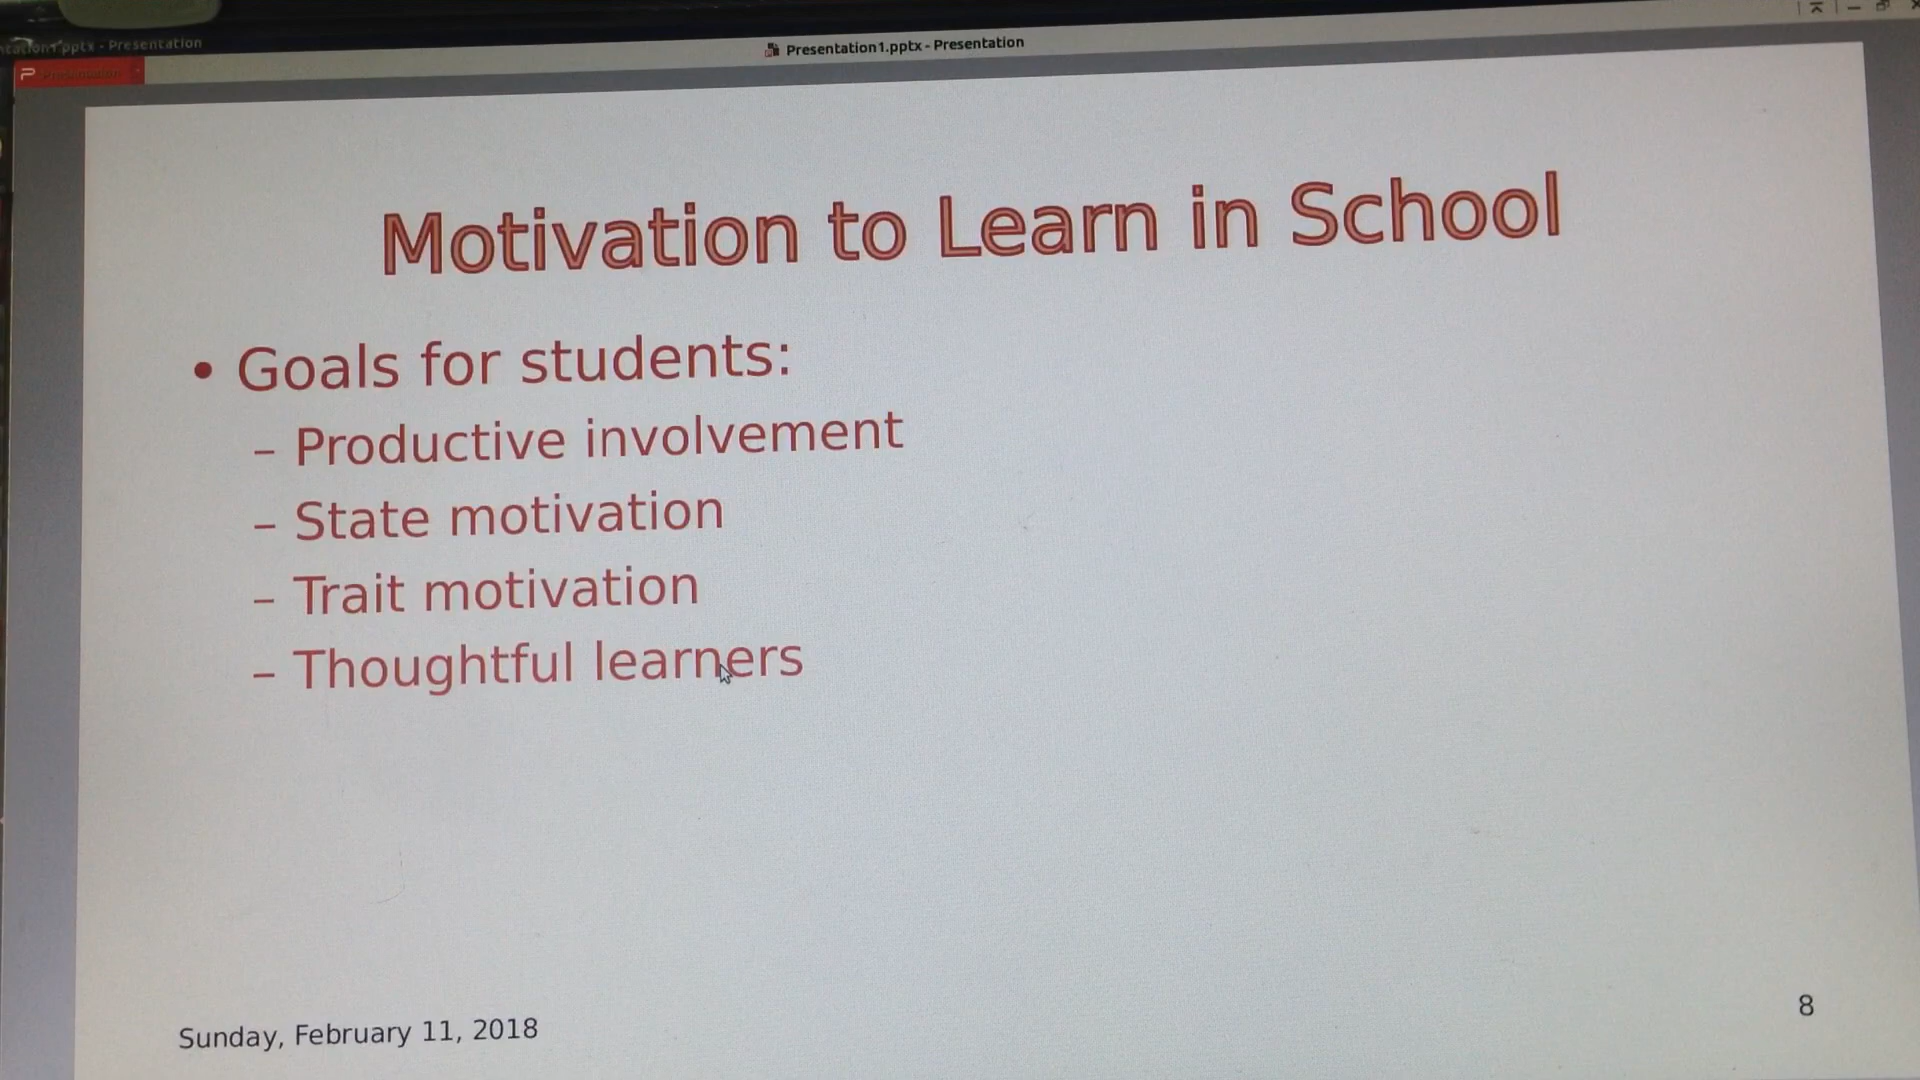 Presentation1.pptx - Presentation
Presentation
Motivation to Learn in School
• Goals for students:
– Productive involvement
– State motivation
– Trait motivation
– Thoughtful learners
Sunday, February 11, 2018
8